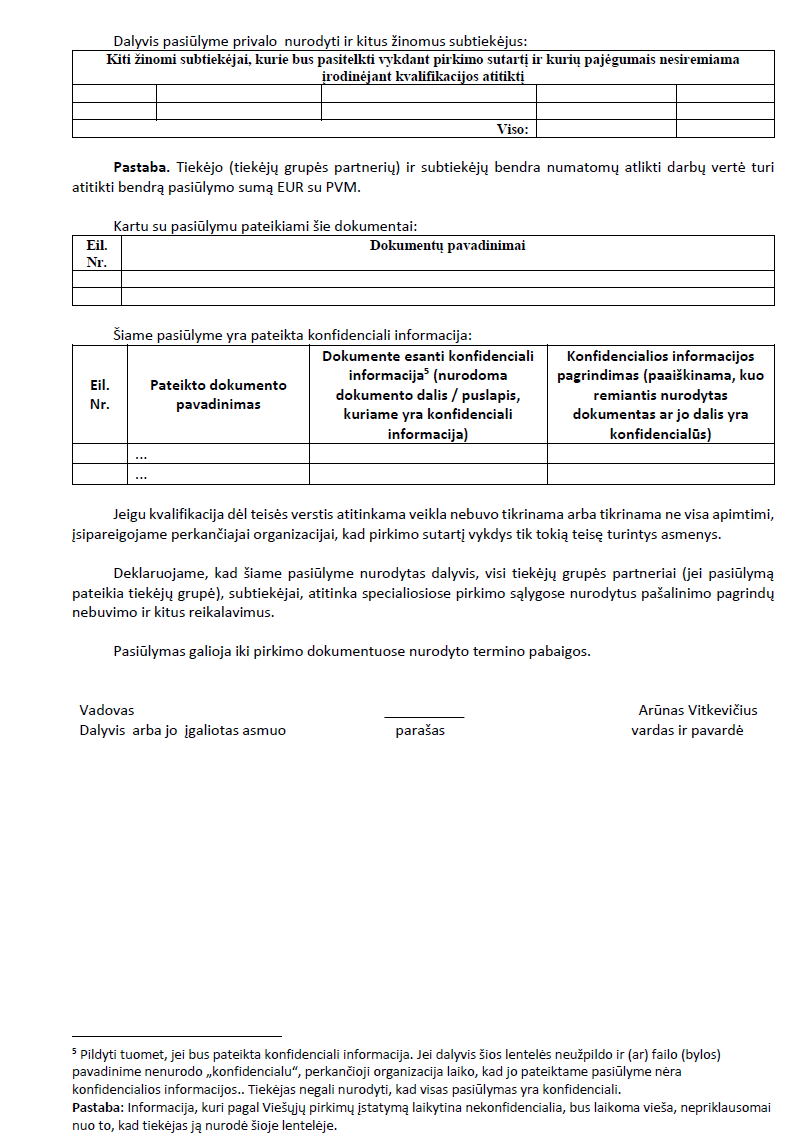 Dalyvis pasiūlyme privalo nurodyti ir kitus žinomus subtiekėjus:
Kiti žinomi subtiekėjai, kurie bus pasitelkti vykdant pirkimo sutartį ir kurių pajėgumais nesiremiama
įrodinėjant kvalifikacijos atitiktį
Viso:
Pastaba. Tiekėjo (tiekėjų grupės partnerių) ir subtiekėjų bendra numatomų atlikti darbų vertė turi
atitikti bendrą pasiūlymo sumą EUR su PVM.
Kartu su pasiūlymu pateikiami šie dokumentai:
Eil.
Nr.
Dokumentų pavadinimai
Šiame pasiūlyme yra pateikta konfidenciali informacija:
Eil.
Nr.
Pateikto dokumento
pavadinimas
Dokumente esanti konfidenciali
informacija⁵ (nurodoma
dokumento dalis / puslapis,
kuriame yra konfidenciali
informacija)
Konfidencialios informacijos
pagrindimas (paaiškinama, kuo
remiantis nurodytas
dokumentas ar jo dalis yra
konfidencialūs)
...
...
Jeigu kvalifikacija dėl teisės verstis atitinkama veikla nebuvo tikrinama arba tikrinama ne visa apimtimi,
įsipareigojame perkančiajai organizacijai, kad pirkimo sutartį vykdys tik tokią teisę turintys asmenys.
Deklaruojame, kad šiame pasiūlyme nurodytas dalyvis, visi tiekėjų grupės partneriai (jei pasiūlymą
pateikia tiekėjų grupė), subtiekėjai, atitinka specialiosiose pirkimo sąlygose nurodytus pašalinimo pagrindų
nebuvimo ir kitus reikalavimus.
Pasiūlymas galioja iki pirkimo dokumentuose nurodyto termino pabaigos.
Vadovas __________ Arūnas Vitkevičius
Dalyvis arba jo įgaliotas asmuo parašas vardas ir pavardė
⁵ Pildyti tuomet, jei bus pateikta konfidenciali informacija. Jei dalyvis šios lentelės neužpildo ir (ar) failo (bylos)
pavadinime nenurodo „konfidencialu“, perkančioji organizacija laiko, kad jo pateiktame pasiūlyme nėra
konfidencialios informacijos.. Tiekėjas negali nurodyti, kad visas pasiūlymas yra konfidenciali.
Pastaba: Informacija, kuri pagal Viešųjų pirkimų įstatymą laikytina nekonfidencialia, bus laikoma vieša, nepriklausomai
nuo to, kad tiekėjas ją nurodė šioje lentelėje.